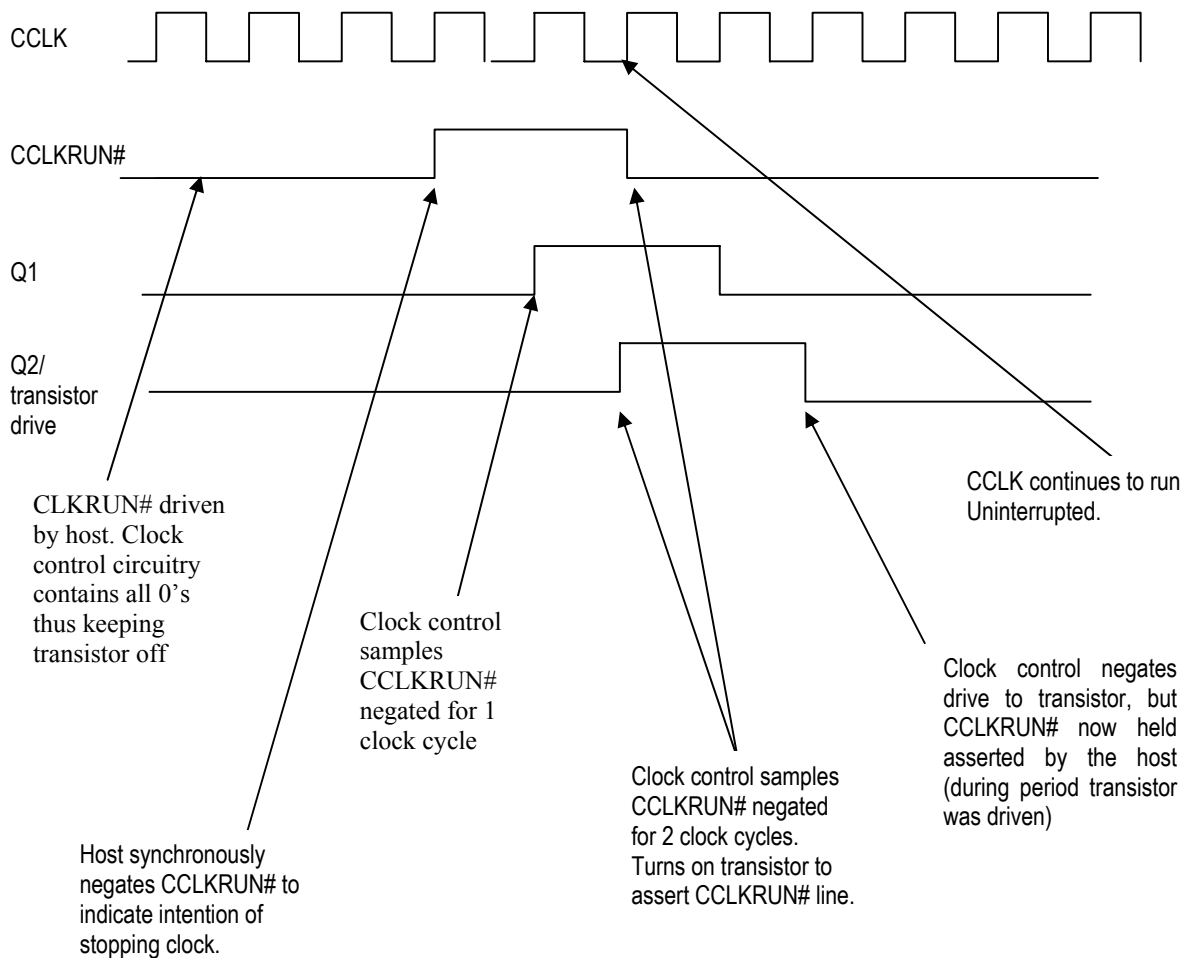 CCLK
CCLKRUN#
Q1
Q2/
transistor
drive
CLKRUN# driven
by host. Clock
control circuitry
contains all 0's
thus keeping
transistor off
Host synchronously
negates CCLKRUN# to
indicate intention of
stopping clock.
Clock control
samples
CCLKRUN#
negated for 1
clock cycle
Clock control samples
CCLKRUN# negated
for 2 clock cycles.
Turns on transistor to
assert CCLKRUN# line.
CCLK continues to run
Uninterrupted.
Clock control negates
drive to transistor, but
CCLKRUN# now held
asserted by the host
(during period transistor
was driven)